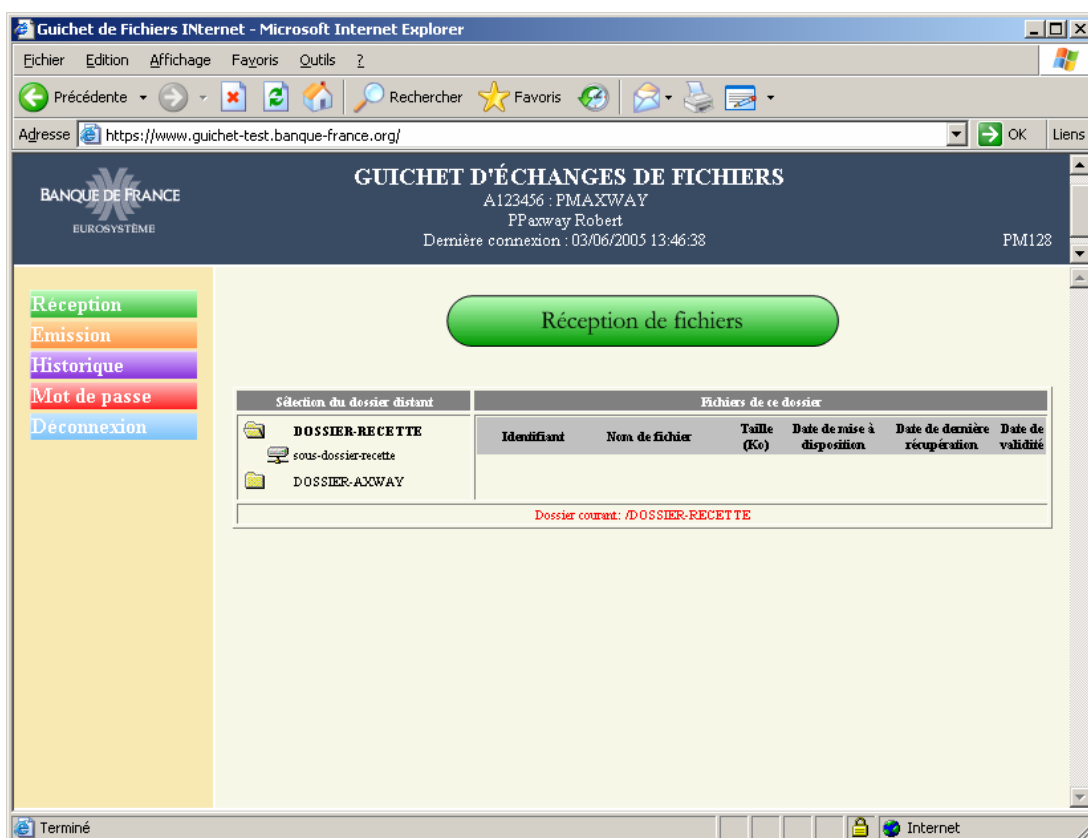 Guichet de Fichiers INternet - Microsoft Internet Explorer
Fichier Edition Affichage Favoris Outils ?
Précédente Rechercher Favoris
Adresse https://www.guichet-test.banque-france.org/ OK Liens
BANQUE DE FRANCE
EUROSYSTÈME
GUICHET D'ÉCHANGES DE FICHIERS
A123456 : PMAXWAY
PPaxway Robert
Dernière connexion : 03/06/2005 13:46:38
PM128
Réception
Emission
Historique
Mot de passe
Déconnexion
Réception de fichiers
Sélection du dossier distant
DOSSIER-RECETTE
sous-dossier-recette
DOSSIER-AXWAY
Fichiers de ce dossier
Identifiant Nom de fichier Taille (Ko) Date de mise à disposition Date de dernière récupération Date de validité
Dossier courant: /DOSSIER-RECETTE
Terminé Internet